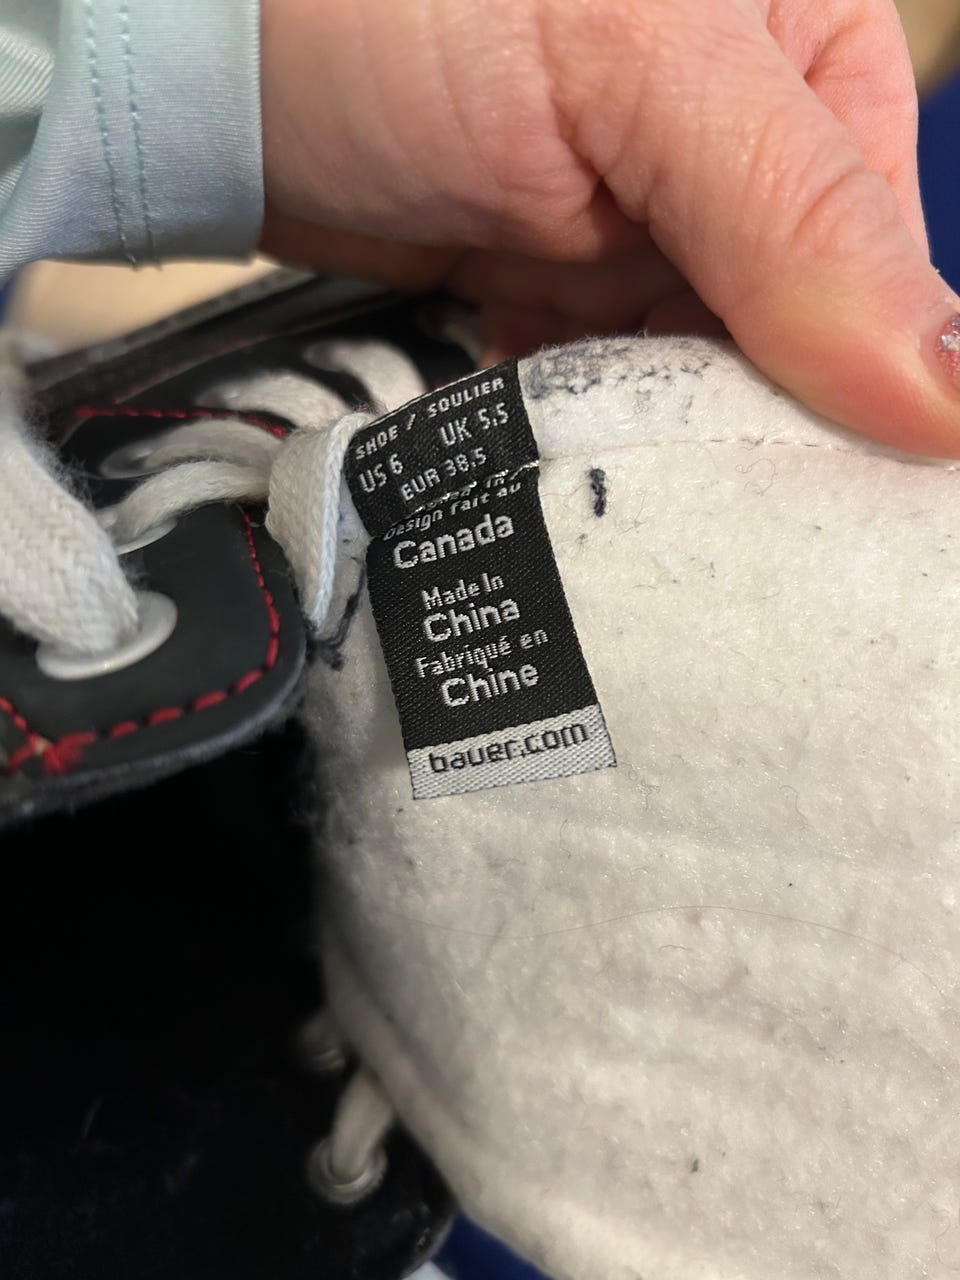 SHOE / SOULIER
US 6 UK 5.5
EUR 38.5
Design fait au
Canada
Made In
China
Fabriqué en
Chine
bauer.com